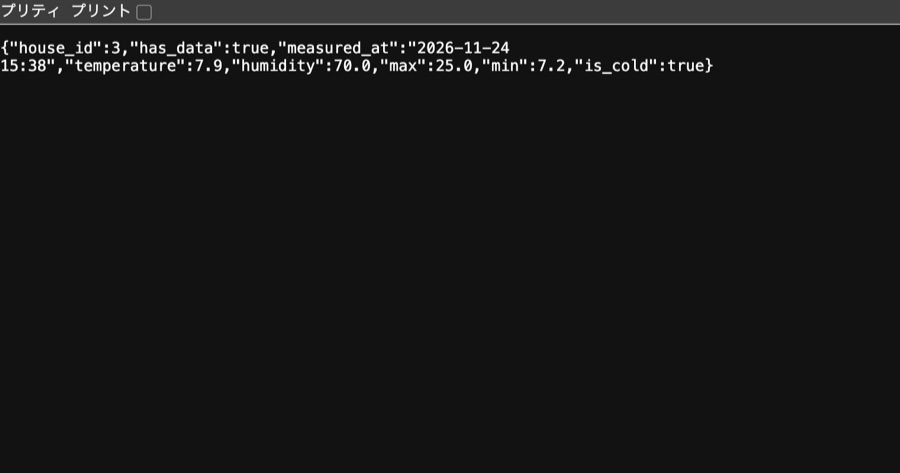 プリティ プリント
{"house_id":3,"has_data":true,"measured_at":"2026-11-24
15:38","temperature":7.9,"humidity":70.0,"max":25.0,"min":7.2,"is_cold":true}